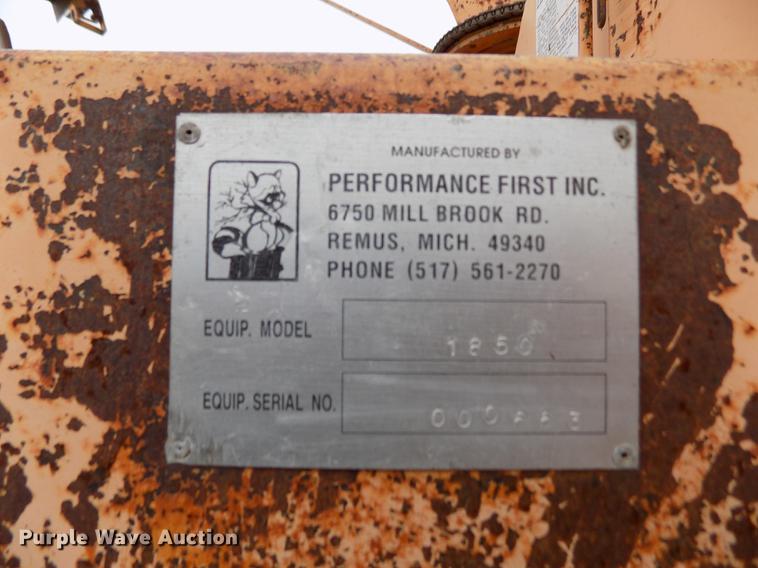 MANUFACTURED BY
PERFORMANCE FIRST INC.
6750 MILL BROOK RD.
REMUS, MICH. 49340
PHONE (517) 561-2270
EQUIP. MODEL
1850
EQUIP. SERIAL NO.
Purple Wave Auction